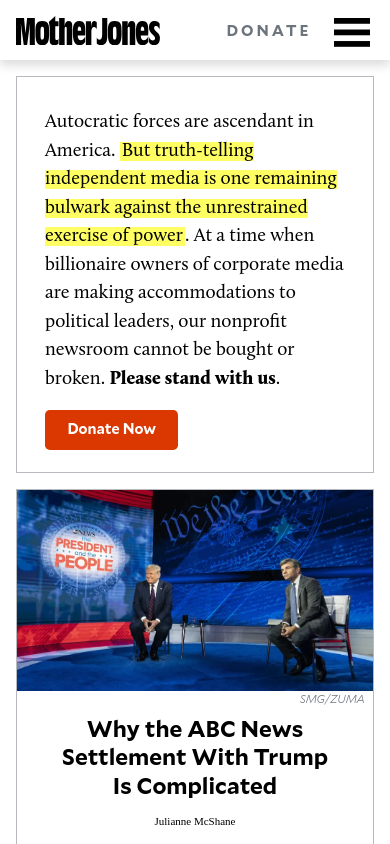 Mother Jones
DONATE
Autocratic forces are ascendant in
America. But truth-telling
independent media is one remaining
bulwark against the unrestrained
exercise of power. At a time when
billionaire owners of corporate media
are making accommodations to
political leaders, our nonprofit
newsroom cannot be bought or
broken. Please stand with us.
Donate Now
We the Peopl
NEWS
The
PRESIDENT
and the
PEOPLE
SMG/ZUMA
Why the ABC News
Settlement With Trump
Is Complicated
Julianne McShane